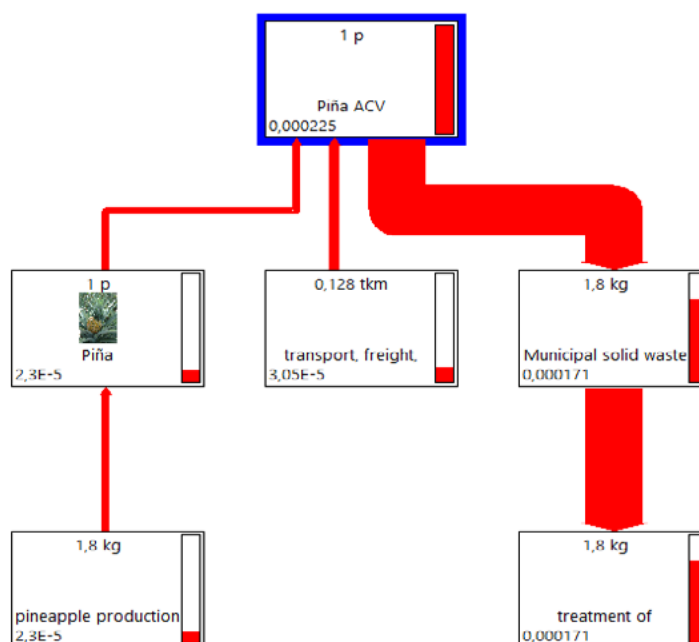 1 p
Piña ACV
0,000225
1 p
Piña
2,3E-5
0,128 tkm
transport, freight,
3,05E-5
1,8 kg
Municipal solid waste
0,000171
1,8 kg
pineapple production
2,3E-5
1,8 kg
treatment of
0,000171